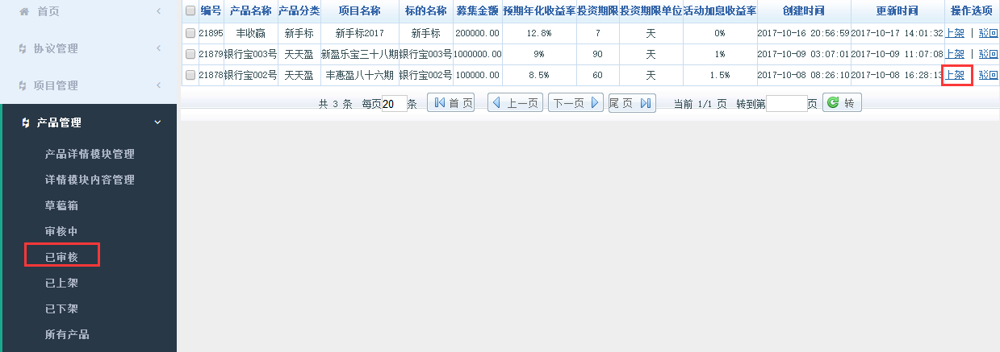 首页
协议管理
项目管理
产品管理
产品详情模块管理
详情模块内容管理
草稿箱
审核中
已审核
已上架
已下架
所有产品
编号 产品名称 产品分类 项目名称 标的名称 募集金额 预期年化收益率 投资期限 投资期限单位 活动加息收益率 创建时间 更新时间 操作选项
21895 丰收赢 新手标 新手标2017 新手标 200000.00 12.8% 7 天 0% 2017-10-16 20:56:59 2017-10-17 14:01:32 上架 | 驳回
21879 银行宝003号 天天盈 新盈乐宝三十八期 银行宝003号 1000000.00 9% 90 天 1% 2017-10-09 03:07:01 2017-10-09 11:07:08 上架 | 驳回
21878 银行宝002号 天天盈 丰惠盈八十六期 银行宝002号 100000.00 8.5% 60 天 1.5% 2017-10-08 08:26:10 2017-10-08 16:28:13 上架 驳回
共 3 条 每页20条 首 页 上一页 下一页 尾 页 当前 1/1 页 转到第 页 转